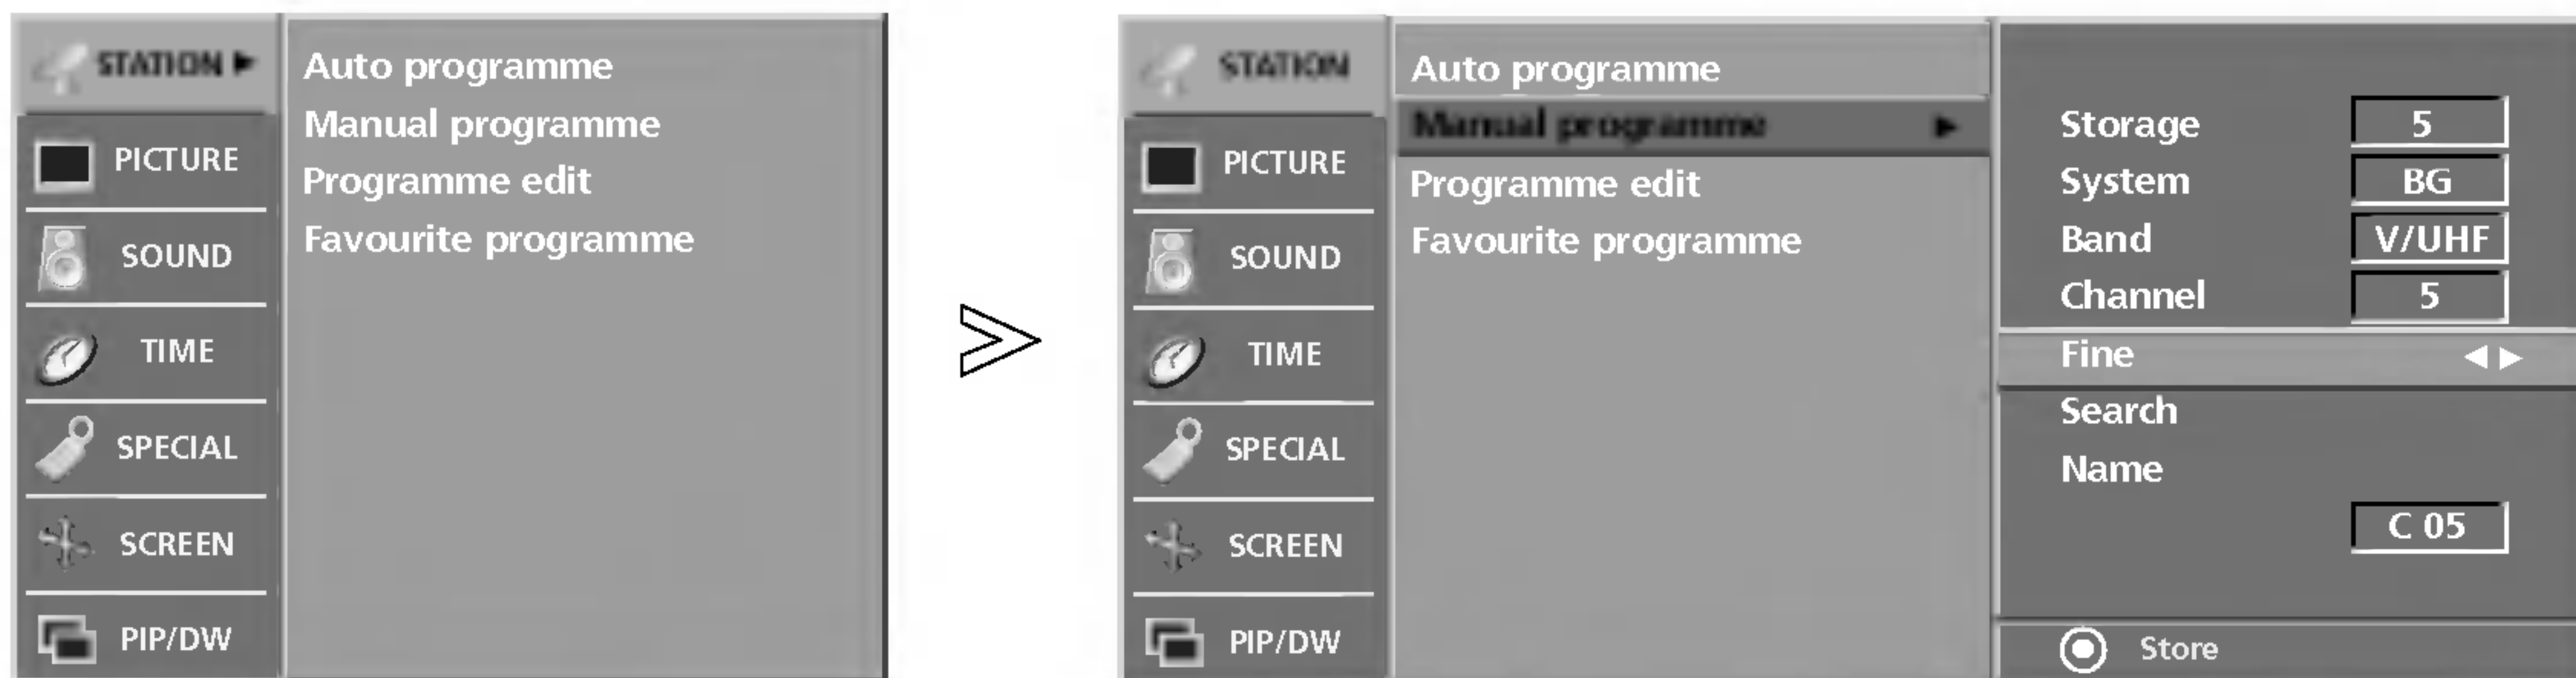 STATION
PICTURE
SOUND
TIME
SPECIAL
SCREEN
PIP/DW
Auto programme
Manual programme
Programme edit
Favourite programme
STATION
PICTURE
SOUND
TIME
SPECIAL
SCREEN
PIP/DW
Auto programme
Manual programme
Programme edit
Favourite programme
Storage 5
System BG
Band V/UHF
Channel 5
Fine
Search
Name
C 05
Store